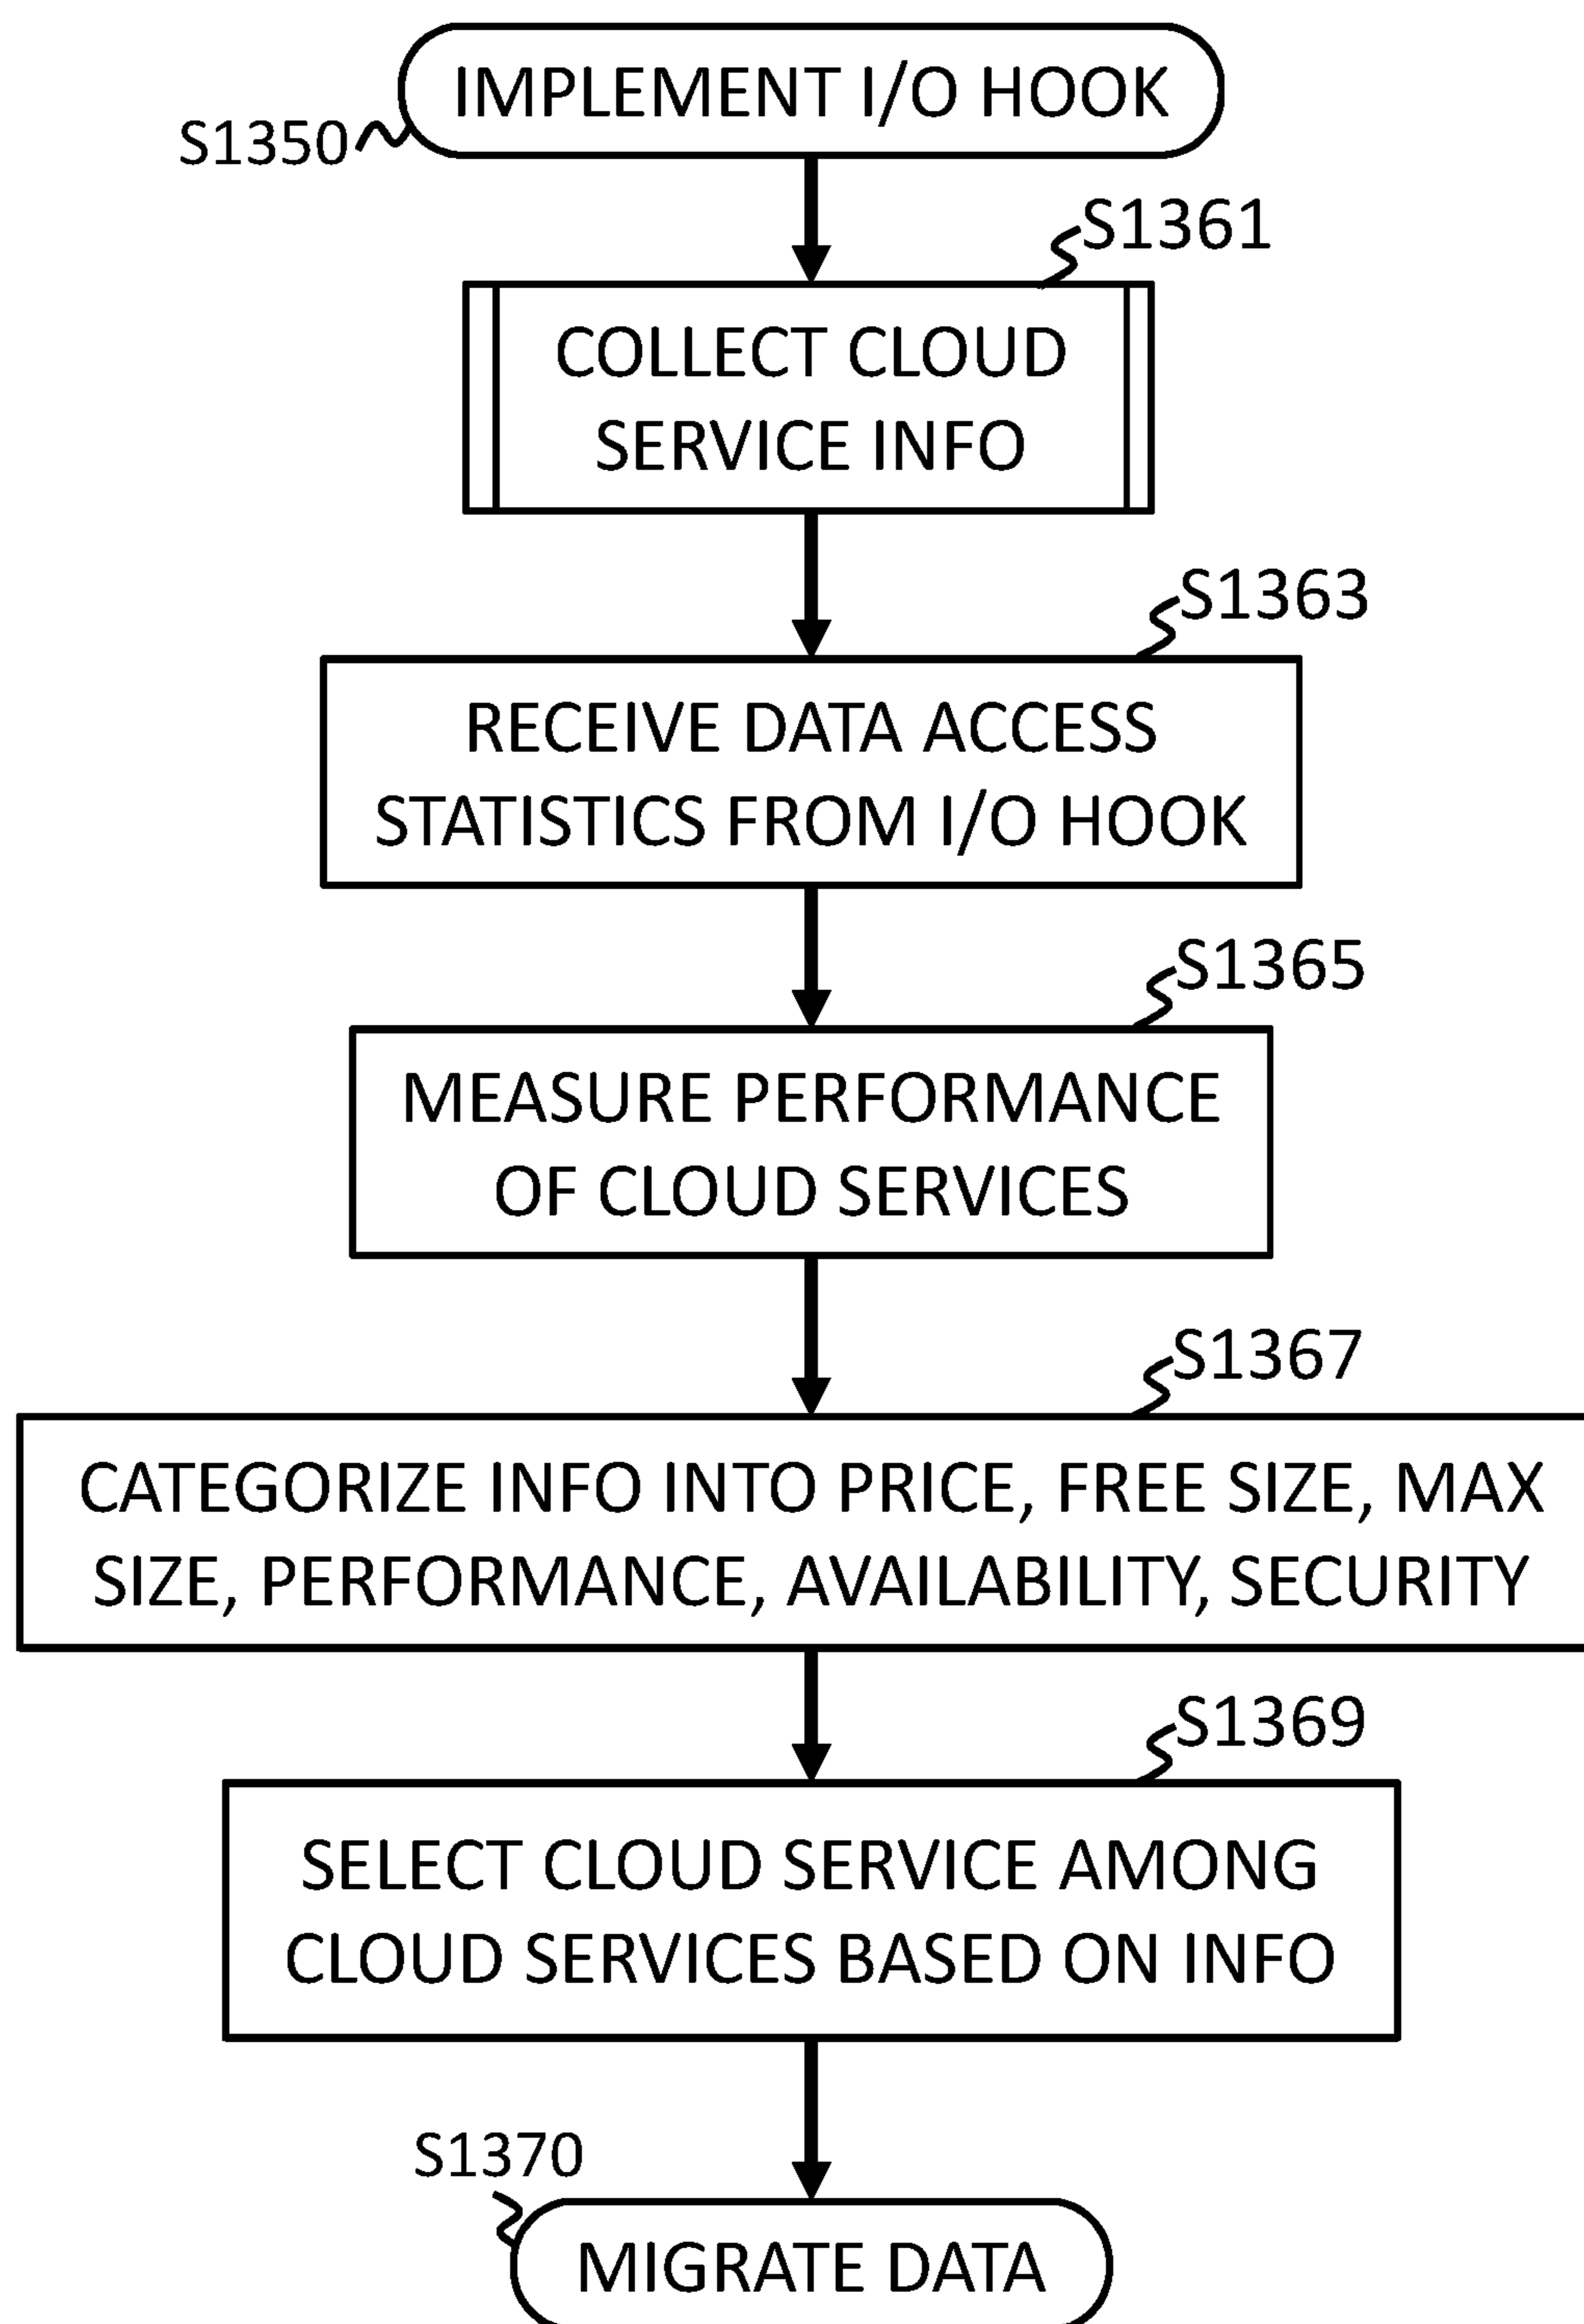 IMPLEMENT I/O HOOK
S1350
S1361
COLLECT CLOUD
SERVICE INFO
S1363
RECEIVE DATA ACCESS
STATISTICS FROM I/O HOOK
S1365
MEASURE PERFORMANCE
OF CLOUD SERVICES
S1367
CATEGORIZE INFO INTO PRICE, FREE SIZE, MAX
SIZE, PERFORMANCE, AVAILABILITY, SECURITY
S1369
SELECT CLOUD SERVICE AMONG
CLOUD SERVICES BASED ON INFO
S1370
MIGRATE DATA